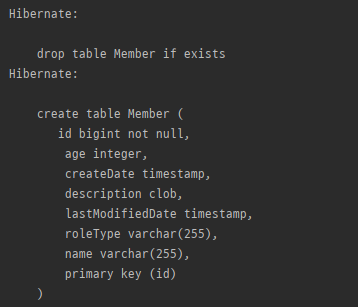 Hibernate:
drop table Member if exists
Hibernate:
create table Member (
id bigint not null,
age integer,
createDate timestamp,
description clob,
lastModifiedDate timestamp,
roleType varchar(255),
name varchar(255),
primary key (id)
)